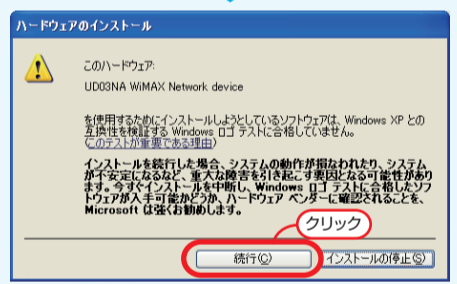 ハードウェアのインストール
このハードウェア:
UD03NA WiMAX Network device
を使用するためにインストールしようとしているソフトウェアは、Windows XP との
互換性を検証する Windows ロゴ テストに合格していません。
(このテストが重要である理由)
インストールを続行した場合、システムの動作が損なわれたり、システム
が不安定になるなど、重大な障害を引き起こす要因となる可能性があり
ます。今すぐインストールを中断し、Windows ロゴ テストに合格したソフ
トウェアが入手可能かどうか、ハードウェア ベンダーに確認されることを、
Microsoft は強くお勧めします。
クリック
続行(C)
インストールの停止(S)